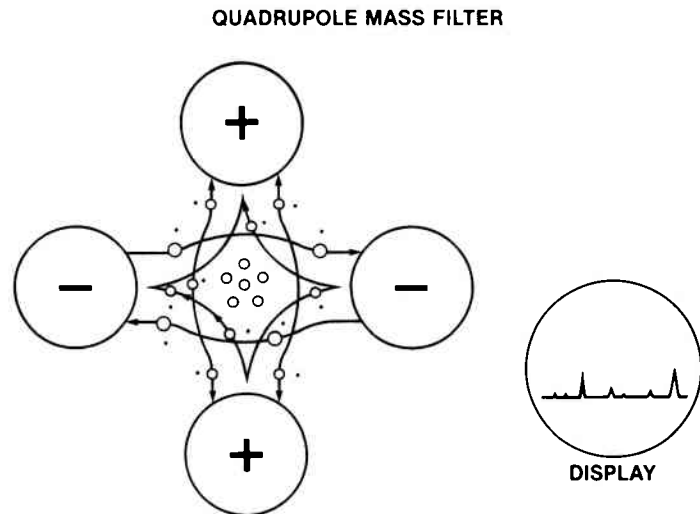 QUADRUPOLE MASS FILTER
+
− −
+
DISPLAY